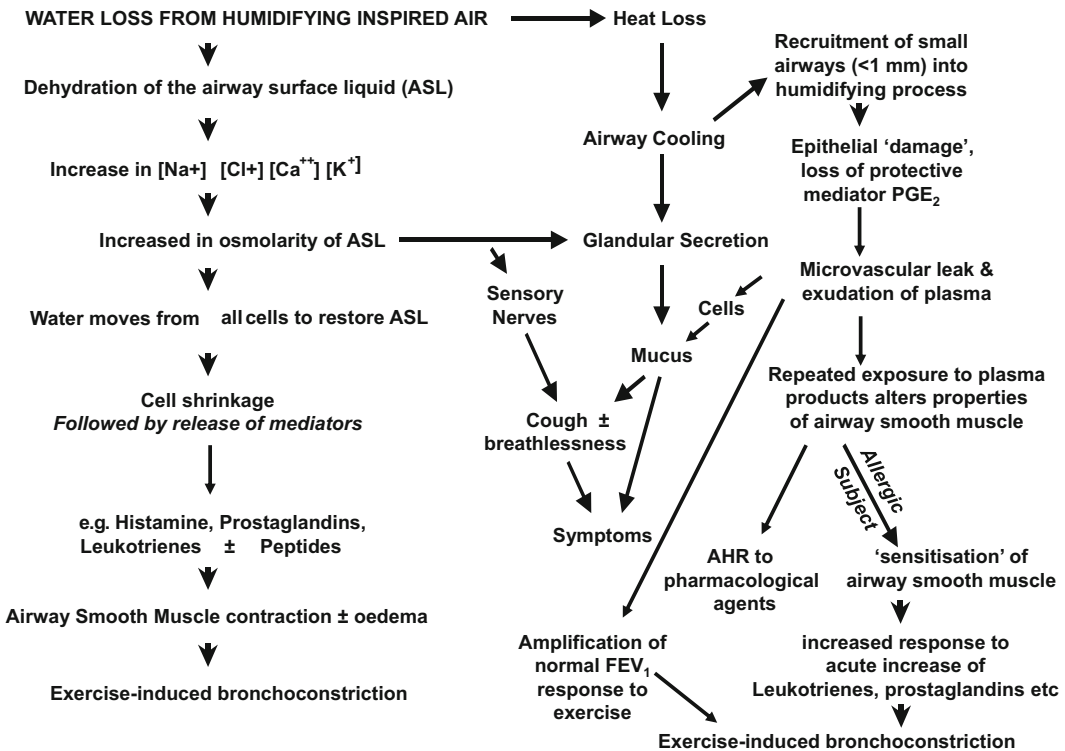 WATER LOSS FROM HUMIDIFYING INSPIRED AIR
Dehydration of the airway surface liquid (ASL)
Increase in [Na+] [Cl+] [Ca++] [K+]
Increased in osmolarity of ASL
Water moves from all cells to restore ASL
Cell shrinkage
Followed by release of mediators
e.g. Histamine, Prostaglandins,
Leukotrienes ± Peptides
Airway Smooth Muscle contraction ± oedema
Exercise-induced bronchoconstriction
Heat Loss
Airway Cooling
Glandular Secretion
Sensory
Nerves
Cells
Mucus
Cough ±
breathlessness
Symptoms
Recruitment of small
airways (<1 mm) into
humidifying process
Epithelial ‘damage’,
loss of protective
mediator PGE2
Microvascular leak &
exudation of plasma
Repeated exposure to plasma
products alters properties
of airway smooth muscle
Allergic
Subject
AHR to
pharmacological
agents
‘sensitisation’ of
airway smooth muscle
Amplification of
normal FEV1
response to
exercise
increased response to
acute increase of
Leukotrienes, prostaglandins etc
Exercise-induced bronchoconstriction